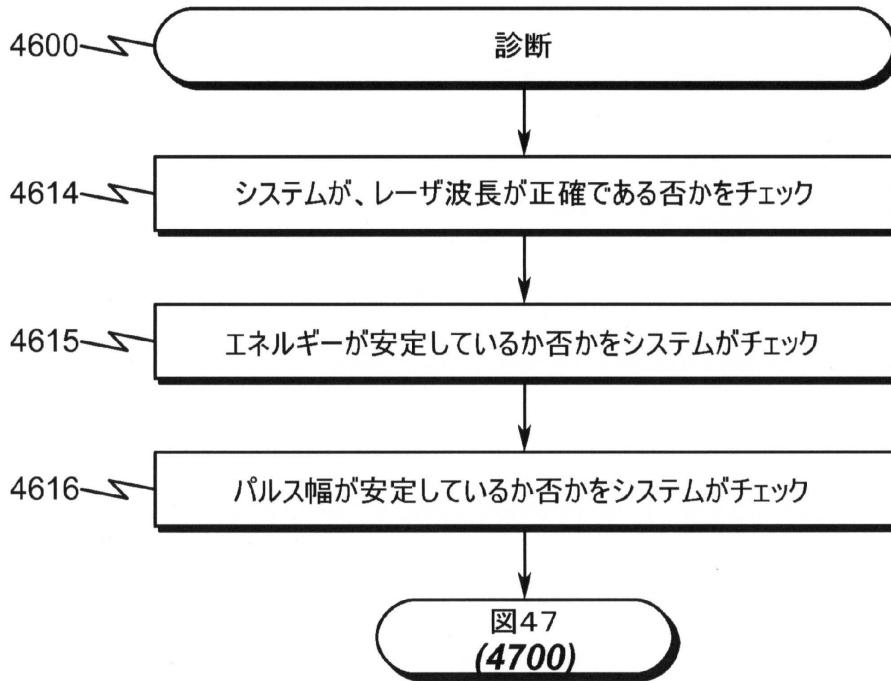 4600
診断
4614
システムが、レーザ波長が正確である否かをチェック
4615
エネルギーが安定しているか否かをシステムがチェック
4616
パルス幅が安定しているか否かをシステムがチェック
図47
(4700)